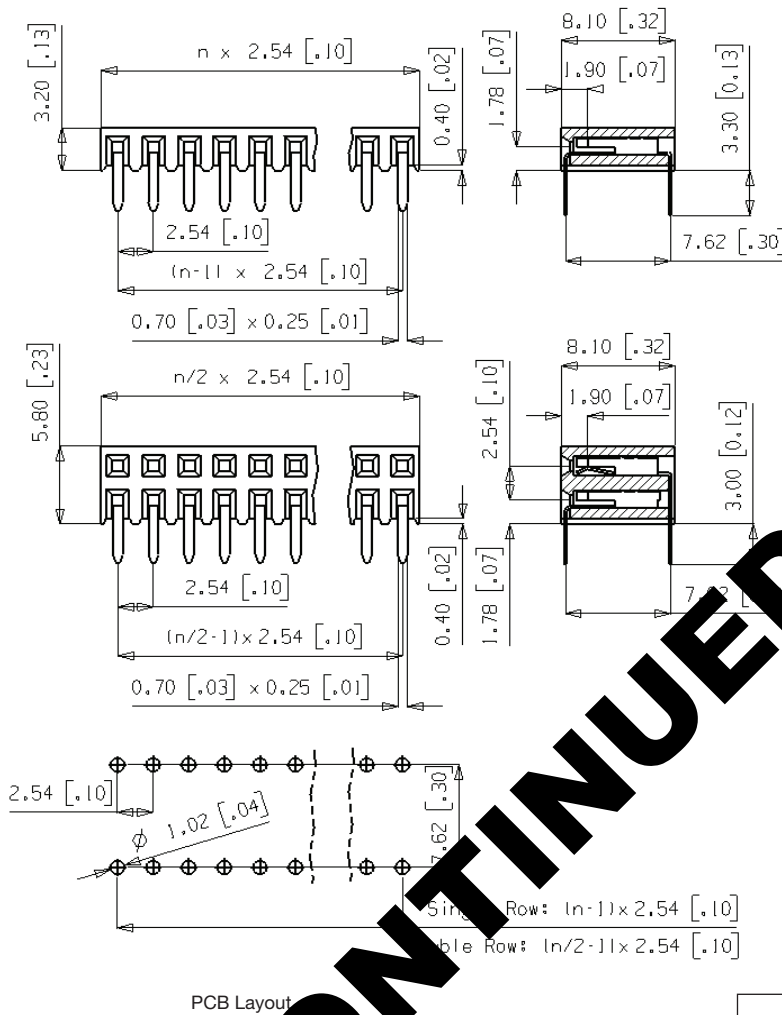 8.10 [.32]
n x 2.54 [.10]
1.90 [.07]
3.20 [.13]
0.40 [.02]
1.78 [.07]
3.30 [0.13]
2.54 [.10]
7.62 [.30]
(n-1) x 2.54 [.10]
0.70 [.03] x 0.25 [.01]
8.10 [.32]
n/2 x 2.54 [.10]
1.90 [.07]
5.80 [.23]
2.54 [.10]
3.00 [0.12]
2.54 [.10]
0.40 [.02]
1.78 [.07]
(n/2-1)x 2.54 [.10]
0.70 [.03] x 0.25 [.01]
2.54 [.10]
ø 1.02 [.04]
7.62 [.30]
Row: (n-1)x 2.54 [.10]
Row: (n/2-1)x 2.54 [.10]
PCB Layout
ONTINUED